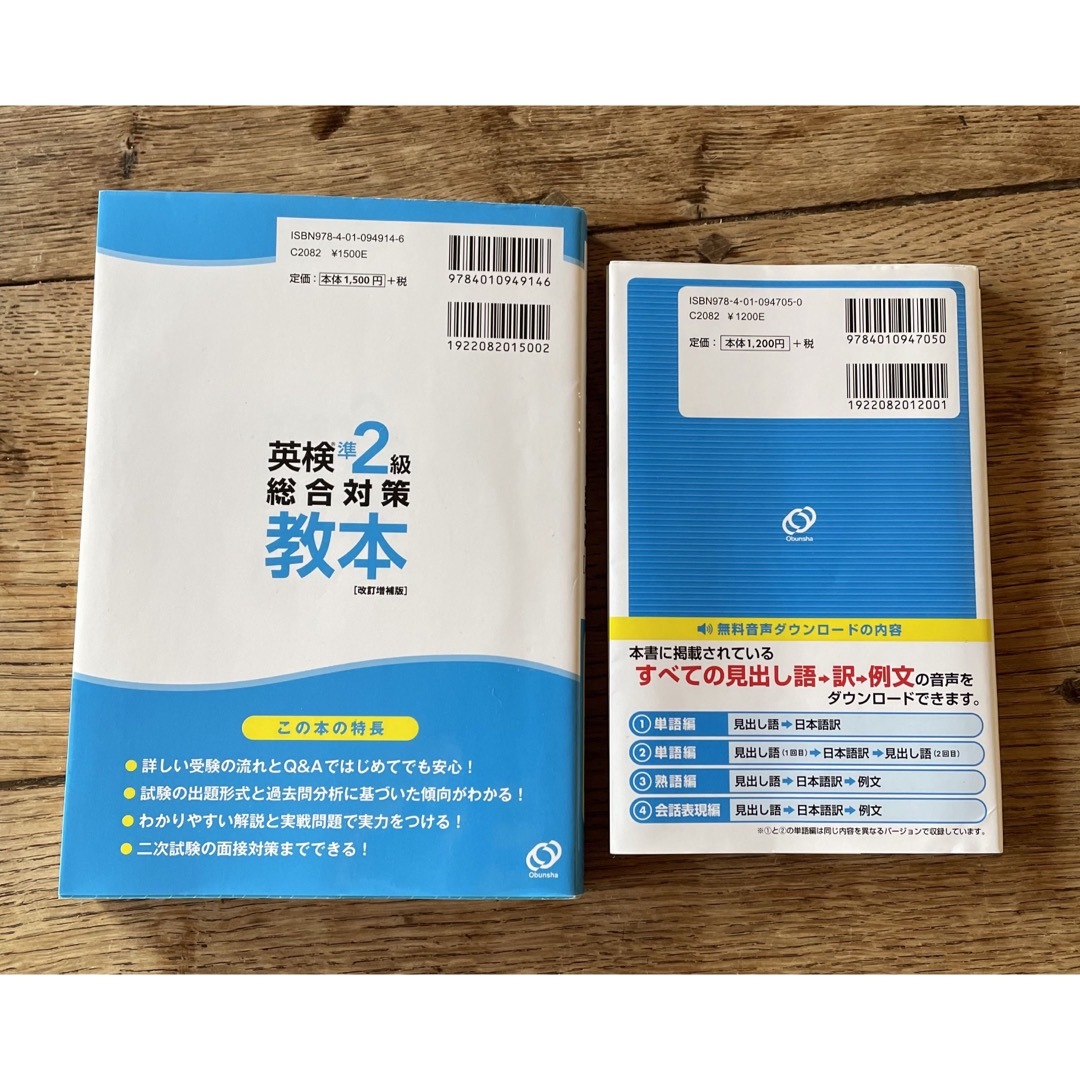 ISBN978-4-01-094914-6
C2082 ¥1500E
定価：本体1,500円+税
9784010949146
1922082015002
英検®準2級
総合対策
教本
[改訂増補版]
この本の特長
●詳しい受験の流れとQ&Aではじめてでも安心！
●試験の出題形式と過去問分析に基づいた傾向がわかる！
●わかりやすい解説と実戦問題で実力をつける！
●二次試験の面接対策までできる！
Obunsha
ISBN978-4-01-094705-0
C2082 ¥1200E
定価：本体1,200円+税
9784010947050
1922082012001
Obunsha
無料音声ダウンロードの内容
本書に掲載されている
すべての見出し語→訳→例文の音声を
ダウンロードできます。
① 単語編 見出し語→日本語訳
② 単語編 見出し語(1回目)→日本語訳→見出し語(2回目)
③ 熟語編 見出し語→日本語訳→例文
④ 会話表現編 見出し語→日本語訳→例文
※①と②の単語編は同じ内容を異なるバージョンで収録しています。